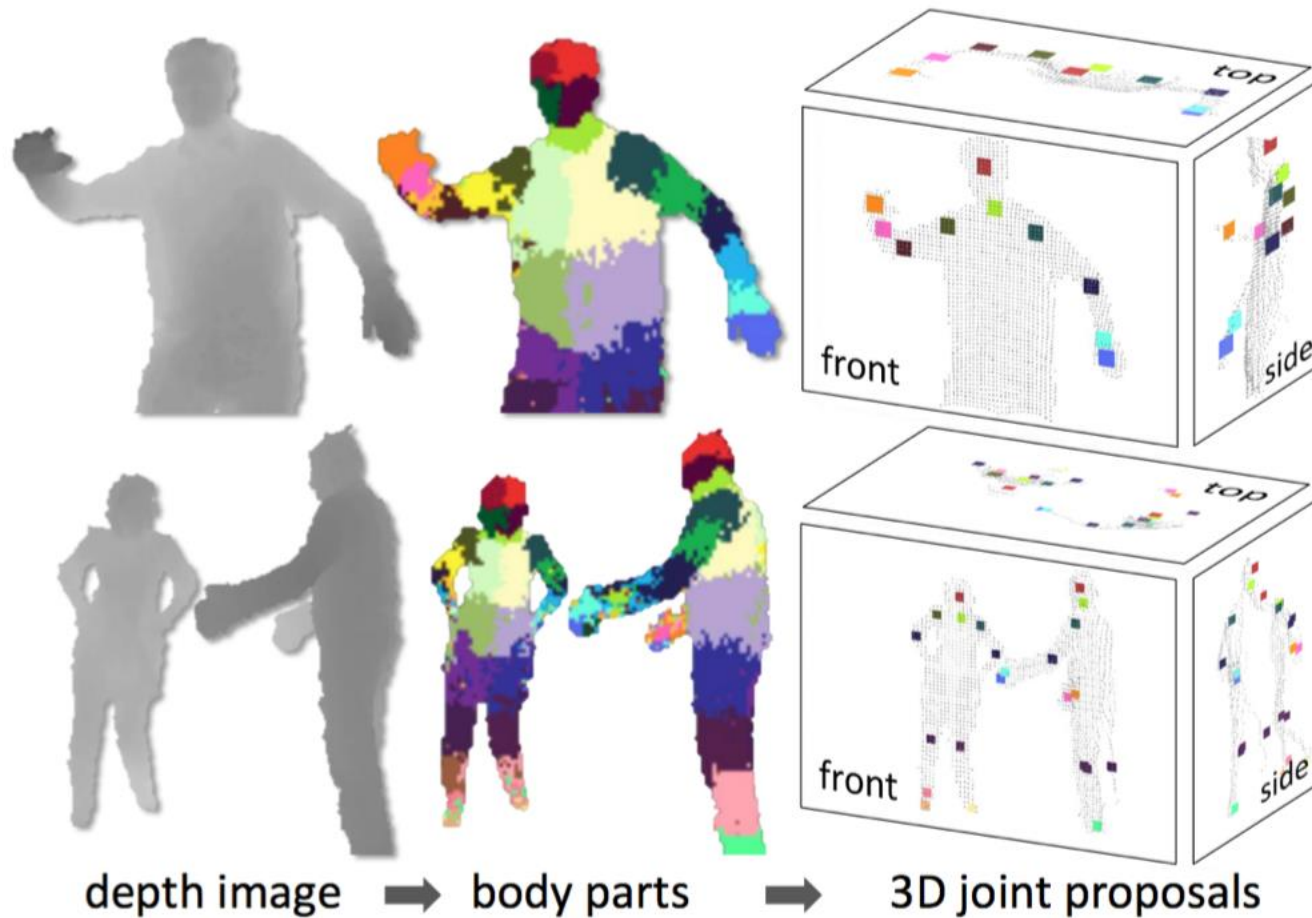 top
front
side
top
front
side
depth image
body parts
3D joint proposals